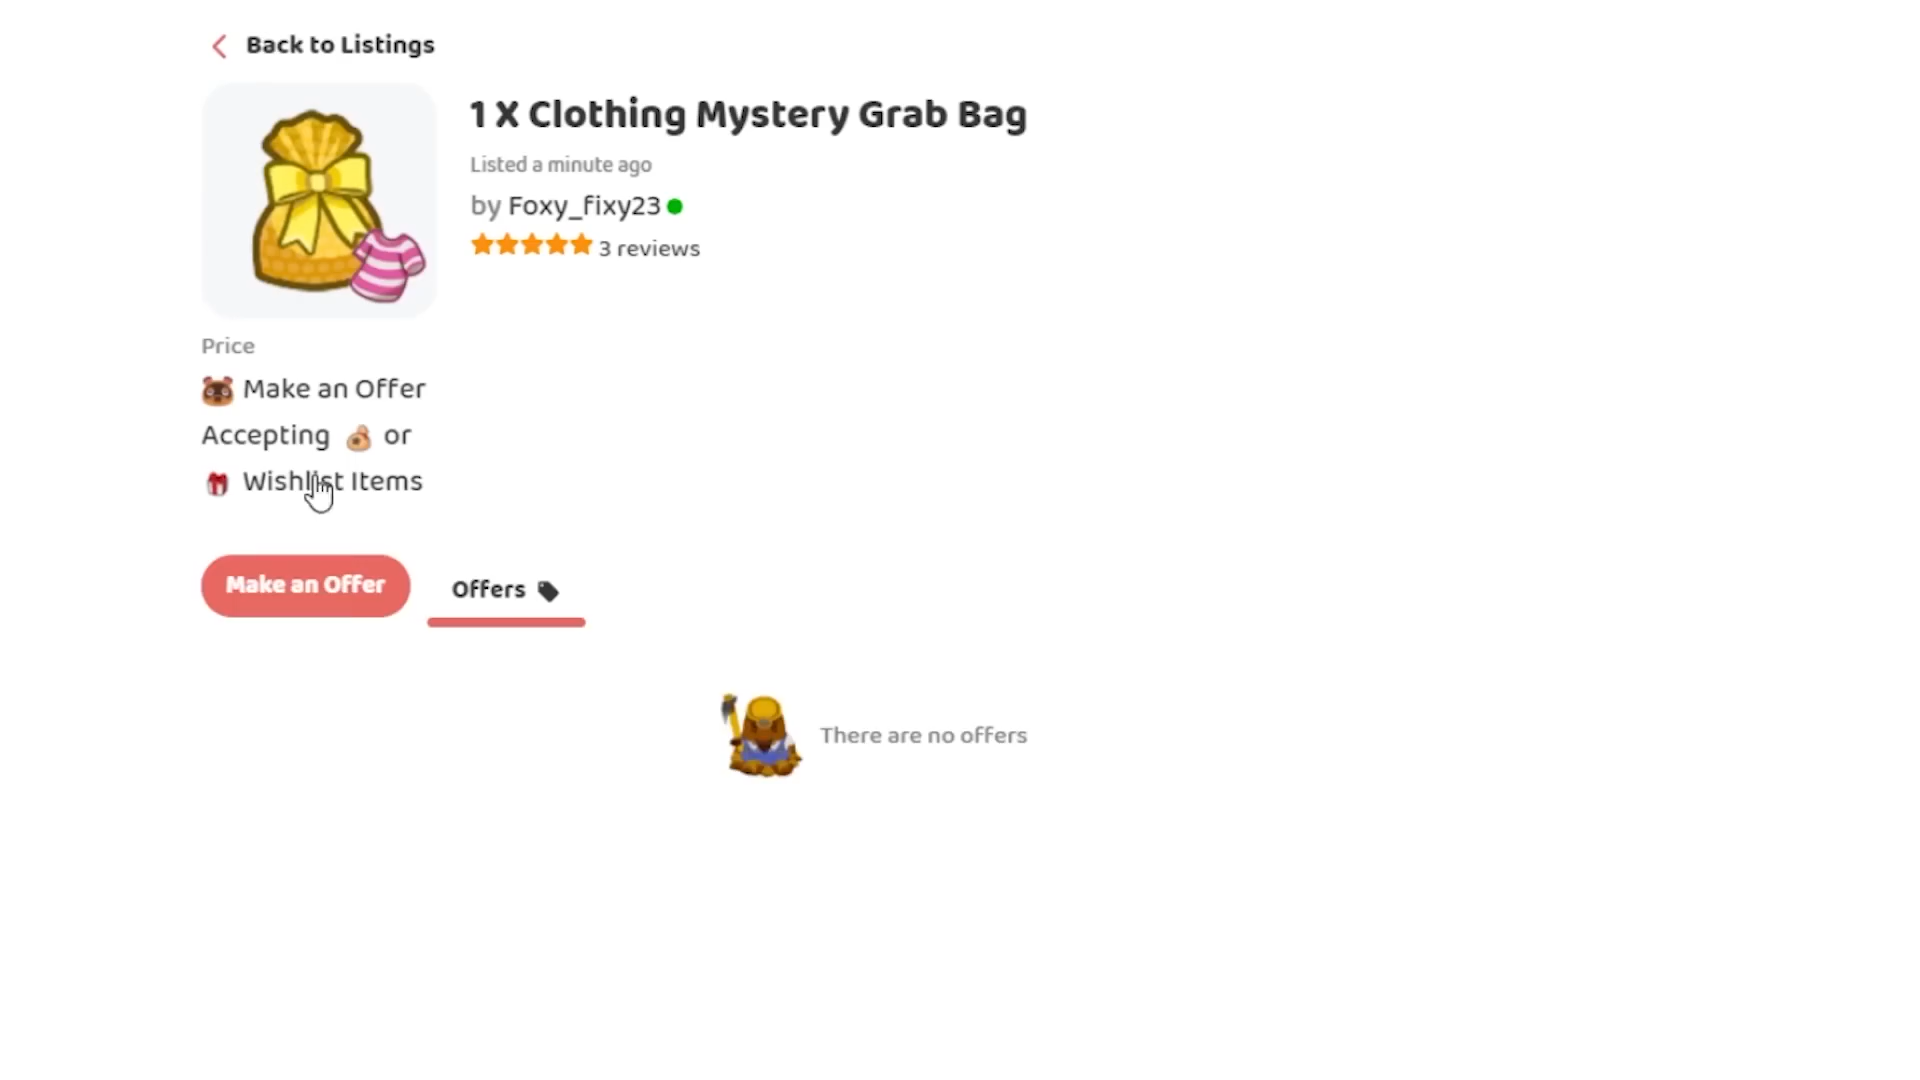 Back to Listings
1 X Clothing Mystery Grab Bag
Listed a minute ago
by Foxy_fixy23
3 reviews
Price
Make an Offer
Accepting or
Wishlist Items
Make an Offer
Offers
There are no offers